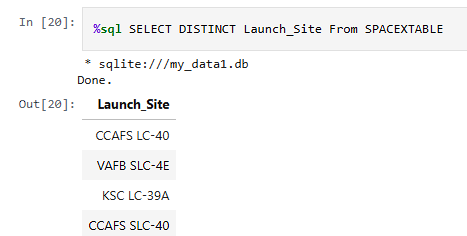 In [20]: %sql SELECT DISTINCT Launch_Site From SPACEXTABLE
* sqlite:///my_data1.db
Done.
Out[20]: Launch_Site
CCAFS LC-40
VAFB SLC-4E
KSC LC-39A
CCAFS SLC-40